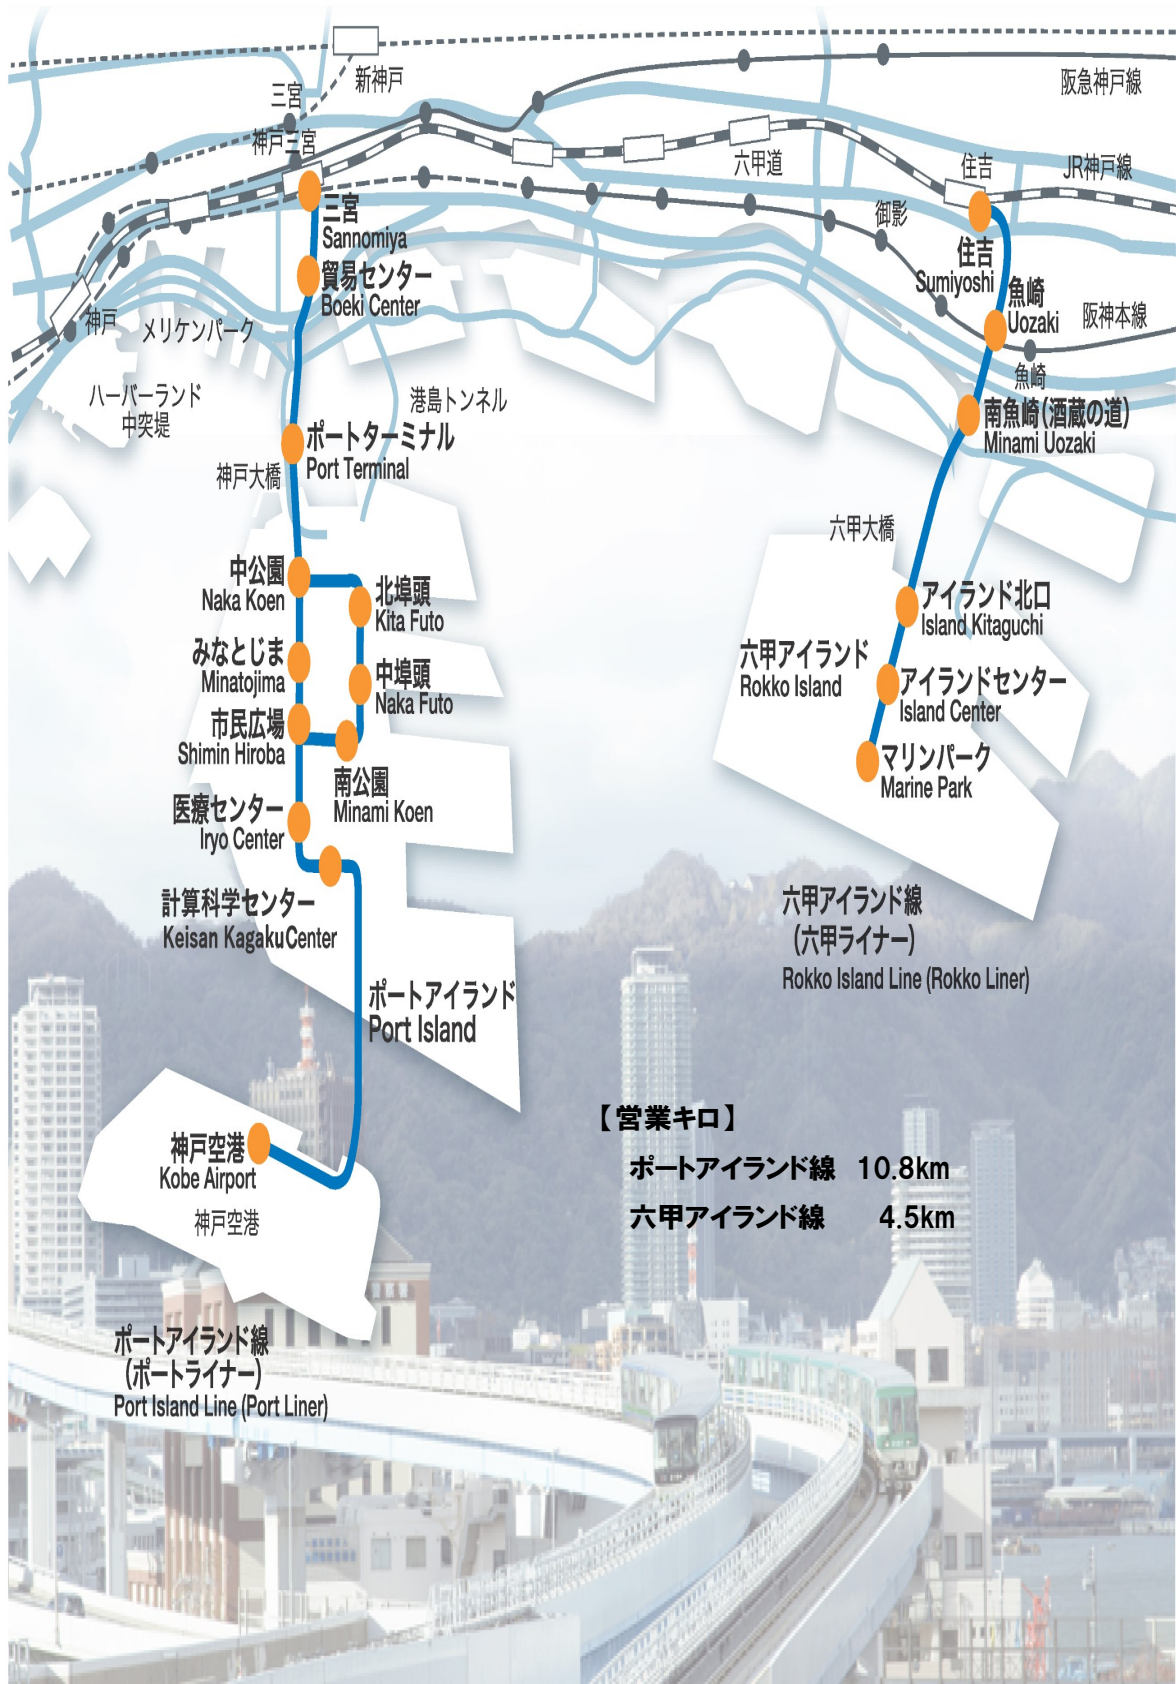 新神戸
阪急神戸線
三宮
神戸三宮
六甲道
住吉
JR神戸線
三宮
Sannomiya
御影
住吉
Sumiyoshi
貿易センター
Boeki Center
魚崎
Uozaki
神戸
メリケンパーク
阪神本線
魚崎
ハーバーランド
中突堤
港島トンネル
南魚崎(酒蔵の道)
Minami Uozaki
ポートターミナル
Port Terminal
神戸大橋
六甲大橋
中公園
Naka Koen
北埠頭
Kita Futo
アイランド北口
Island Kitaguchi
みなとじま
Minatojima
中埠頭
Naka Futo
六甲アイランド
Rokko Island
アイランドセンター
Island Center
市民広場
Shimin Hiroba
南公園
Minami Koen
マリンパーク
Marine Park
医療センター
Iryo Center
計算科学センター
Keisan KagakuCenter
六甲アイランド線
(六甲ライナー)
Rokko Island Line (Rokko Liner)
ポートアイランド
Port Island
【営業キロ】
ポートアイランド線 10.8km
六甲アイランド線 4.5km
神戸空港
Kobe Airport
神戸空港
ポートアイランド線
(ポートライナー)
Port Island Line (Port Liner)